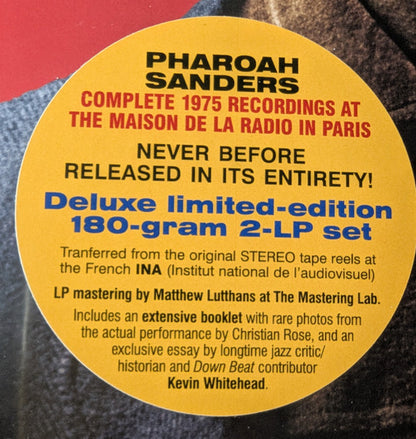 PHAROAH
SANDERS
COMPLETE 1975 RECORDINGS AT
THE MAISON DE LA RADIO IN PARIS
NEVER BEFORE
RELEASED IN ITS ENTIRETY!
Deluxe limited-edition
180-gram 2-LP set
Tranferred from the original STEREO tape reels at
the French INA (Institut national de l'audiovisuel)
LP mastering by Matthew Lutthans at The Mastering Lab.
Includes an extensive booklet with rare photos from
the actual performance by Christian Rose, and an
exclusive essay by longtime jazz critic/
historian and Down Beat contributor
Kevin Whitehead.